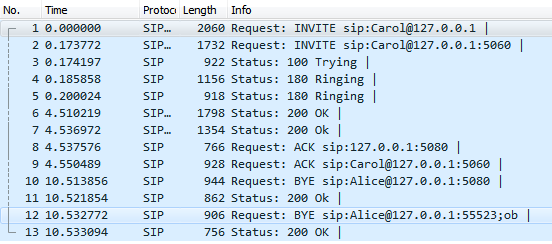 No. Time Protoc Length Info
1 0.000000 SIP… 2060 Request: INVITE sip:Carol@127.0.0.1 |
2 0.173772 SIP… 1732 Request: INVITE sip:Carol@127.0.0.1:5060 |
3 0.174197 SIP 922 Status: 100 Trying |
4 0.185858 SIP 1156 Status: 180 Ringing |
5 0.200024 SIP 918 Status: 180 Ringing |
6 4.510219 SIP… 1798 Status: 200 Ok |
7 4.536972 SIP… 1354 Status: 200 Ok |
8 4.537576 SIP 766 Request: ACK sip:127.0.0.1:5080 |
9 4.550489 SIP 928 Request: ACK sip:Carol@127.0.0.1:5060 |
10 10.513856 SIP 944 Request: BYE sip:Alice@127.0.0.1:5080 |
11 10.521854 SIP 862 Status: 200 Ok |
12 10.532772 SIP 906 Request: BYE sip:Alice@127.0.0.1:55523;ob |
13 10.533094 SIP 756 Status: 200 OK |